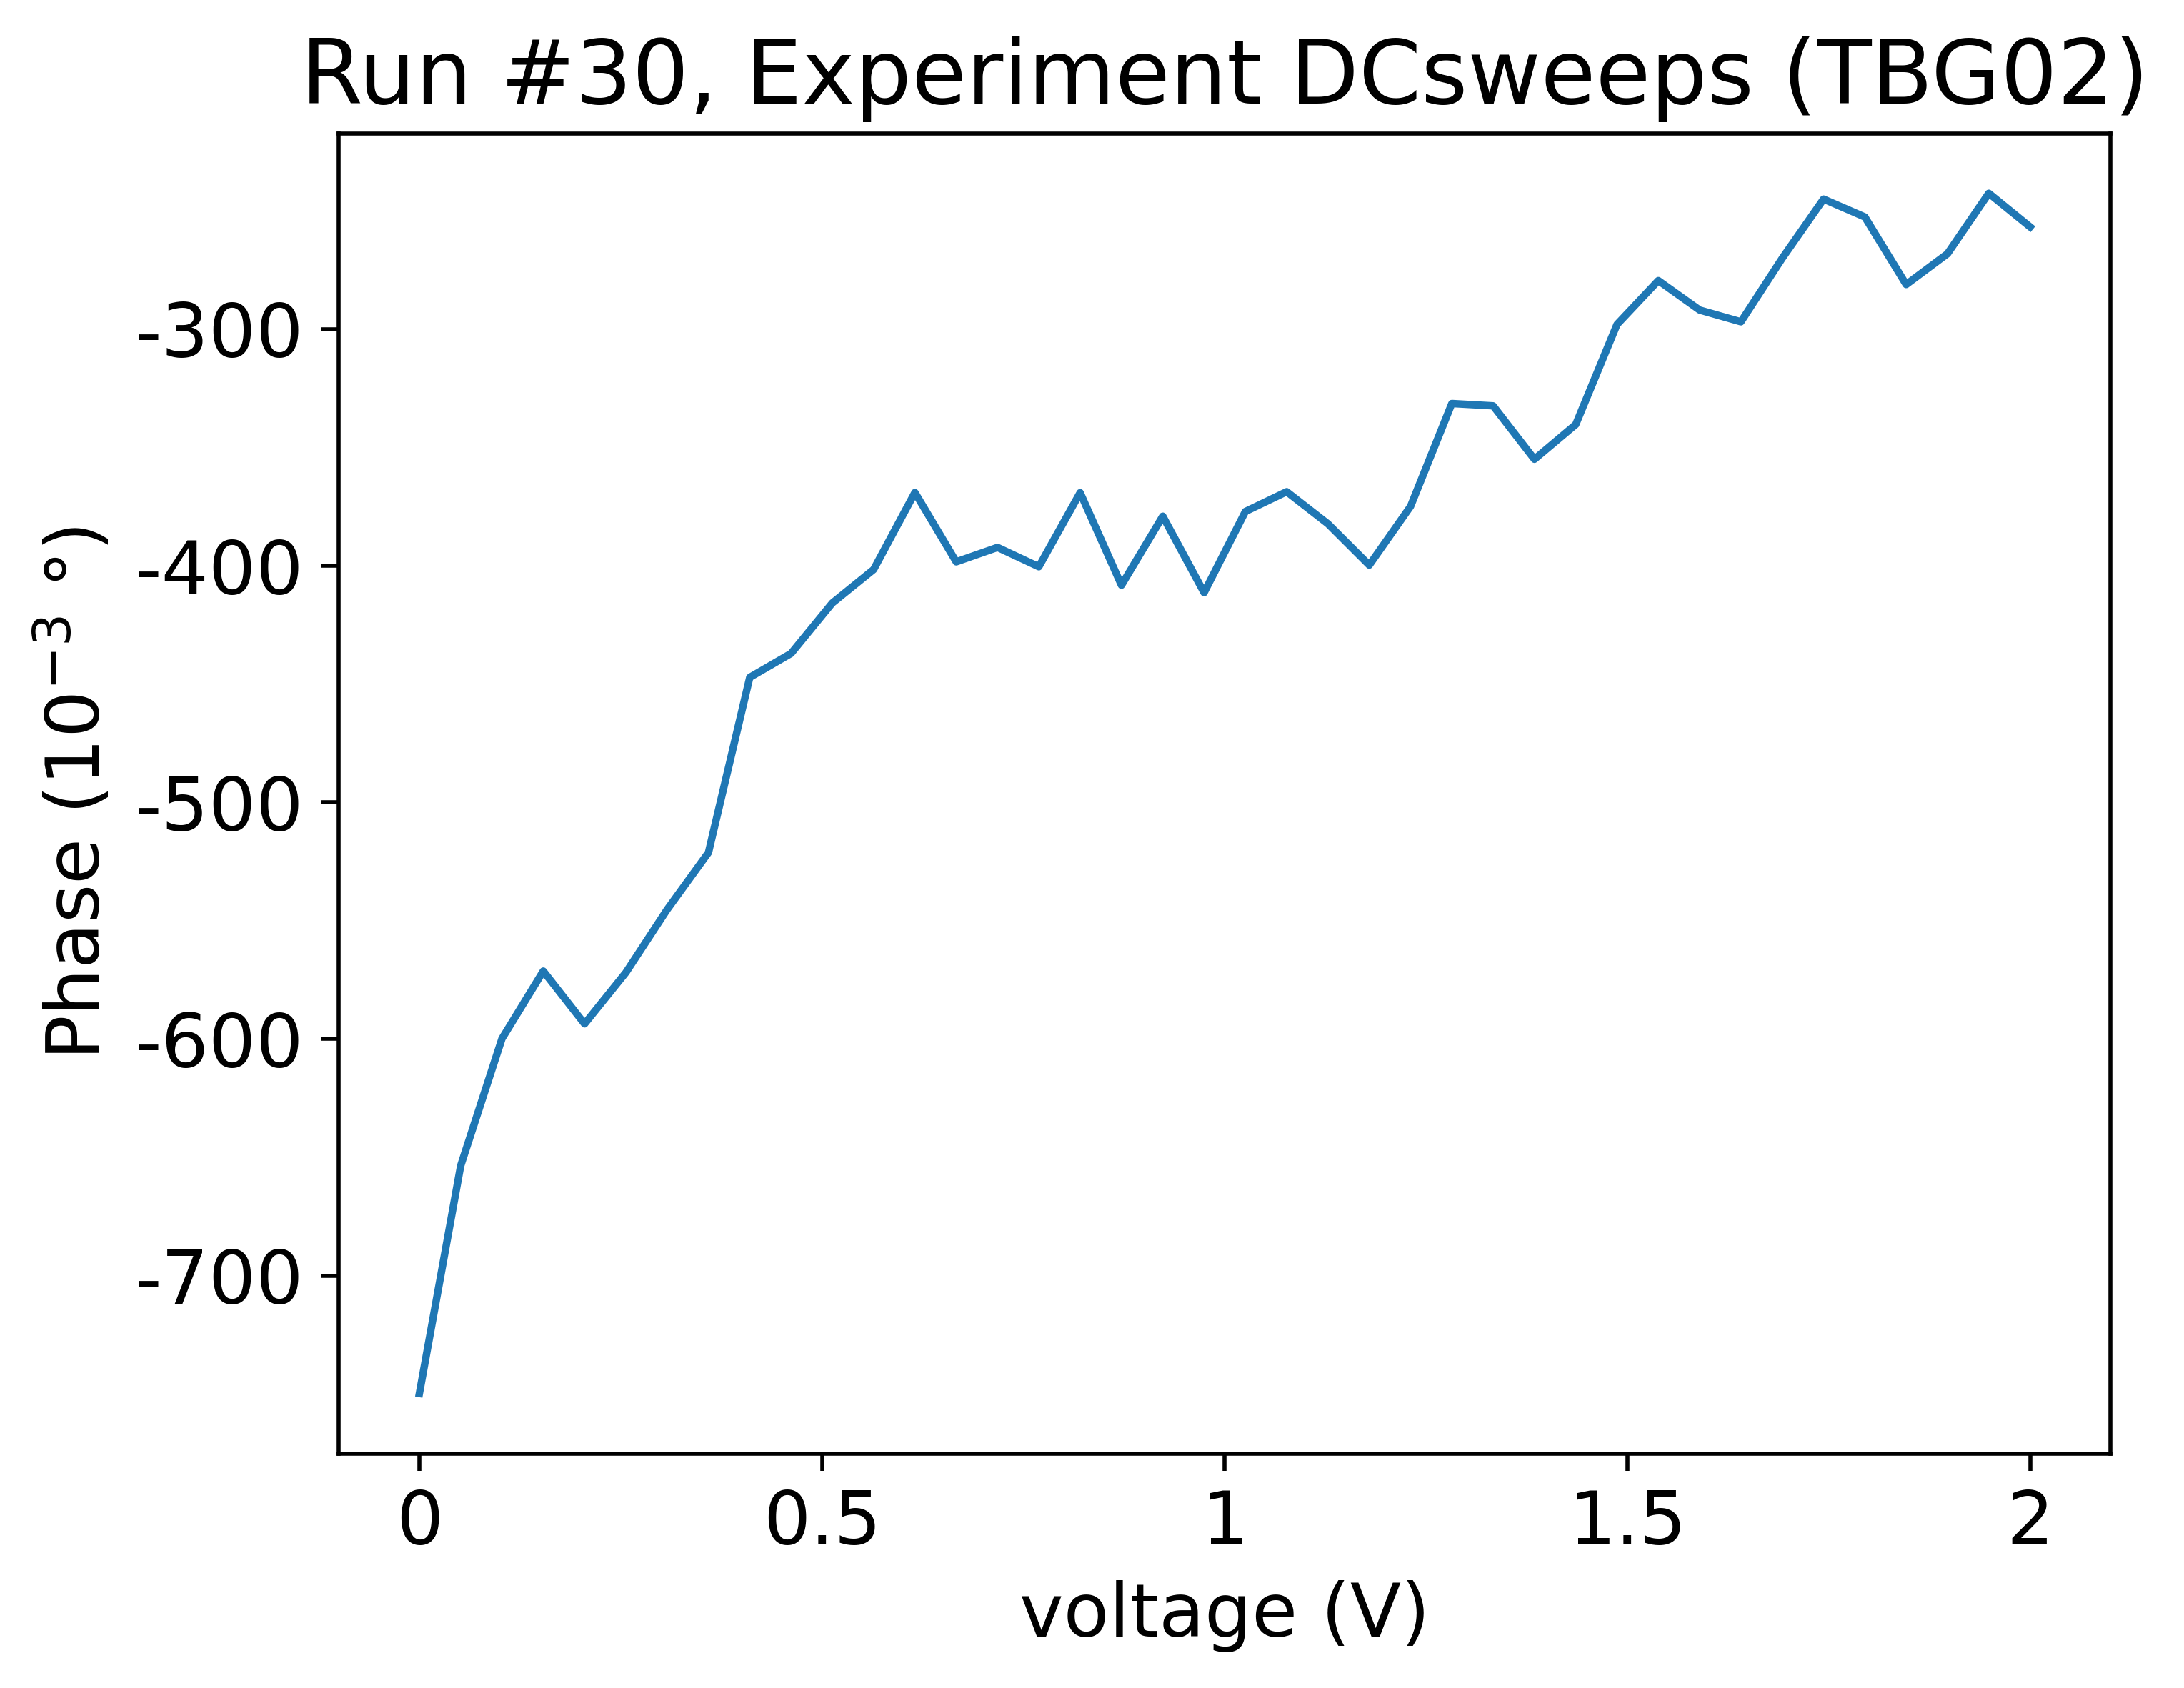 Run #30, Experiment DCsweeps (TBG02)
Phase (10⁻³ °)
-300
-400
-500
-600
-700
0 0.5 1 1.5 2
voltage (V)